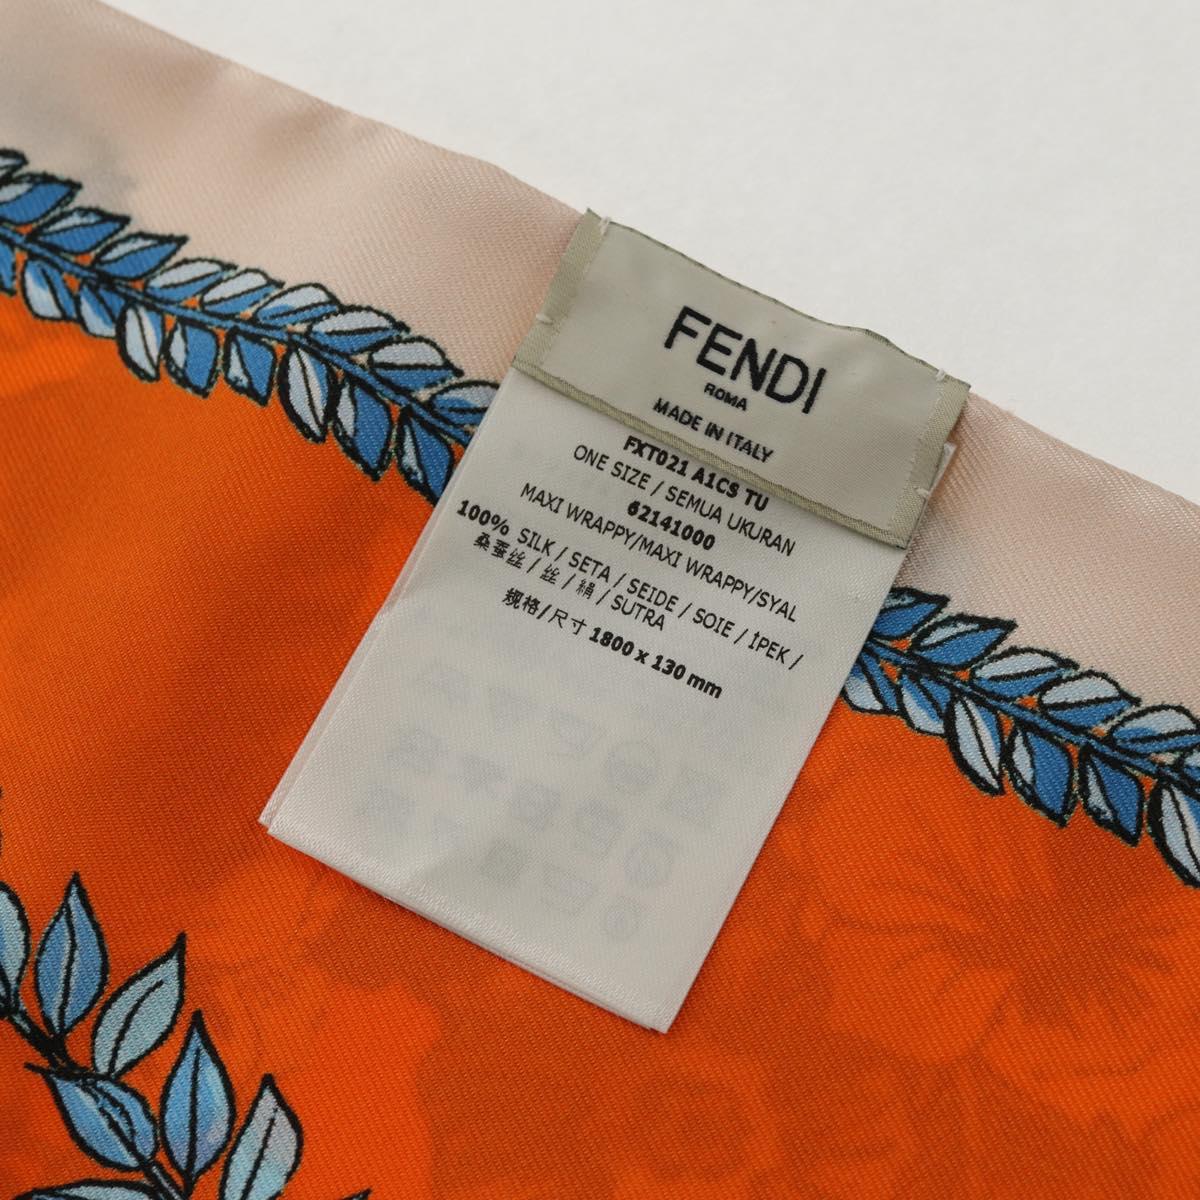 FENDI
ROMA
MADE IN ITALY
FXT021 A1CS TU
ONE SIZE / SEMUA UKURAN
62141000
MAXI WRAPPY/MAXI WRAPPY/SYAL
100% SILK / SETA / SEIDE / SOIE / IPEK /
桑蚕丝 / 丝 / 絹 / SUTRA
规格/尺寸 1800 x 130 mm